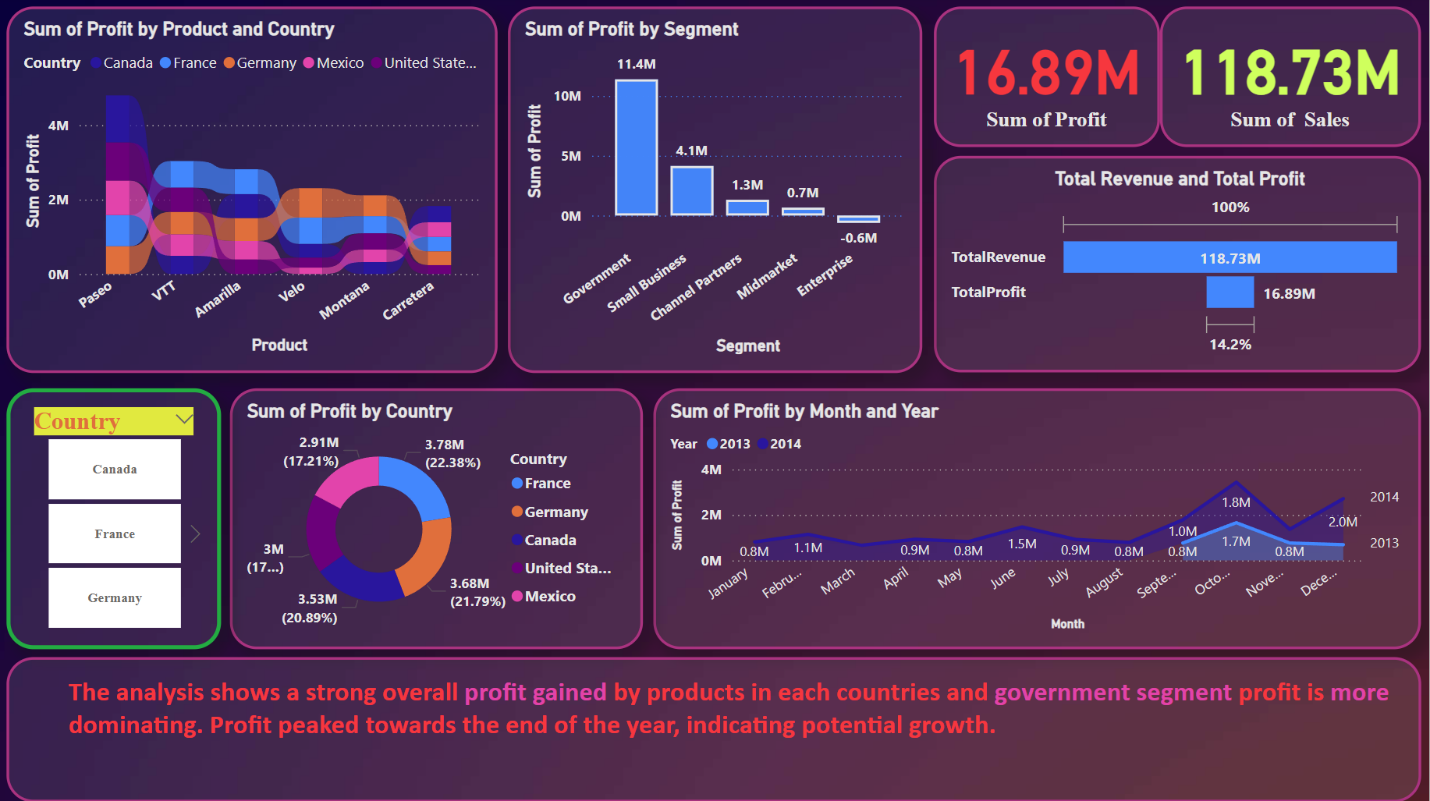 Sum of Profit by Product and Country
Country Canada France Germany Mexico United State...
Sum of Profit
4M
2M
0M
Paseo
VTT
Amarilla
Velo
Montana
Carretera
Product
Sum of Profit by Segment
Sum of Profit
10M
5M
0M
11.4M
4.1M
1.3M
0.7M
-0.6M
Government
Small Business
Channel Partners
Midmarket
Enterprise
Segment
16.89M
Sum of Profit
118.73M
Sum of Sales
Total Revenue and Total Profit
100%
TotalRevenue 118.73M
TotalProfit 16.89M
14.2%
Country
Canada
France
Germany
Sum of Profit by Country
2.91M
(17.21%)
3.78M
(22.38%)
3M
(17...)
3.53M
(20.89%)
3.68M
(21.79%)
Country
France
Germany
Canada
United Sta...
Mexico
Sum of Profit by Month and Year
Year 2013 2014
Sum of Profit
4M
2M
0M
0.8M
1.1M
0.9M
0.8M
1.5M
0.9M
0.8M
1.0M
0.8M
1.8M
1.7M
0.8M
2.0M
2014
2013
January
Febru...
March
April
May
June
July
August
Septe...
Octo...
Nove...
Dece...
Month
The analysis shows a strong overall profit gained by products in each countries and government segment profit is more
dominating. Profit peaked towards the end of the year, indicating potential growth.